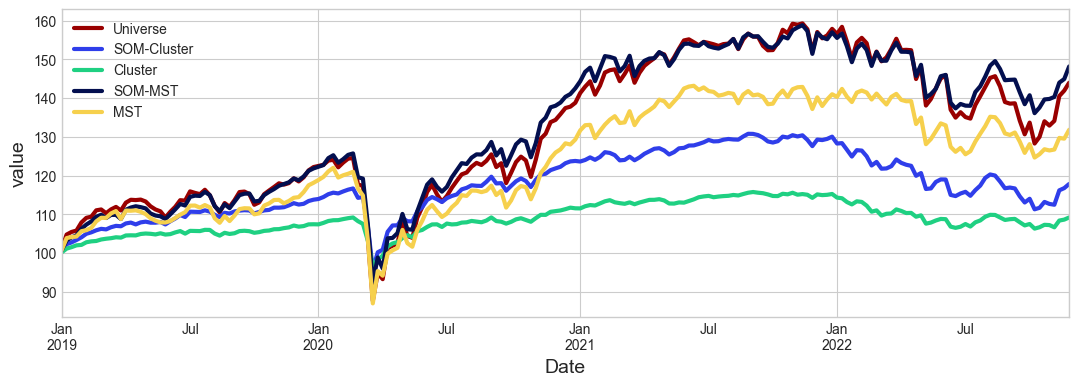 160
150
140
130
120
110
100
90
value
Universe
SOM-Cluster
Cluster
SOM-MST
MST
Jan Jul Jan Jul Jan Jul Jan Jul
2019 2020 2021 2022
Date